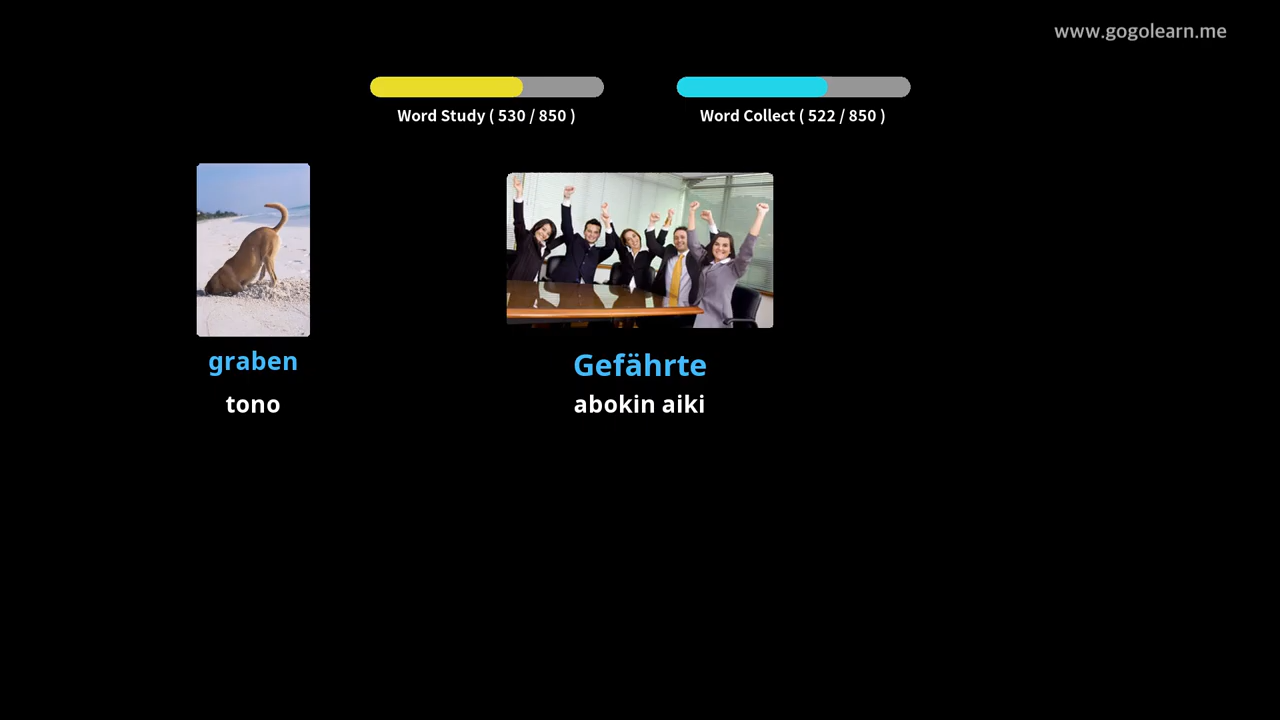 www.gogolearn.me
Word Study ( 530 / 850 )
Word Collect ( 522 / 850 )
graben
tono
Gefährte
abokin aiki